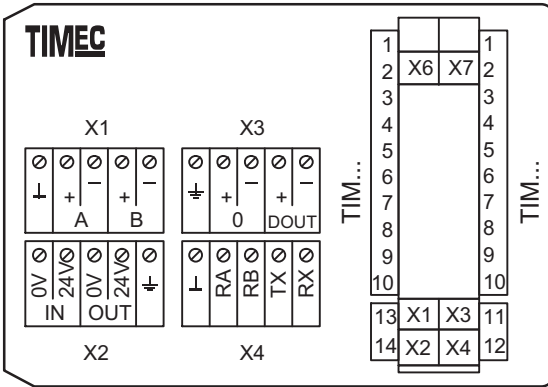 TIMEC
X1
X3
+ − + −
A B
+ − + −
0 DOUT
0V 24V 0V 24V
IN OUT
RA RB TX RX
X2
X4
TIM...
1
2
3
4
5
6
7
8
9
10
13
14
X6 X7
X1 X3
X2 X4
1
2
3
4
5
6
7
8
9
10
11
12
TIM...